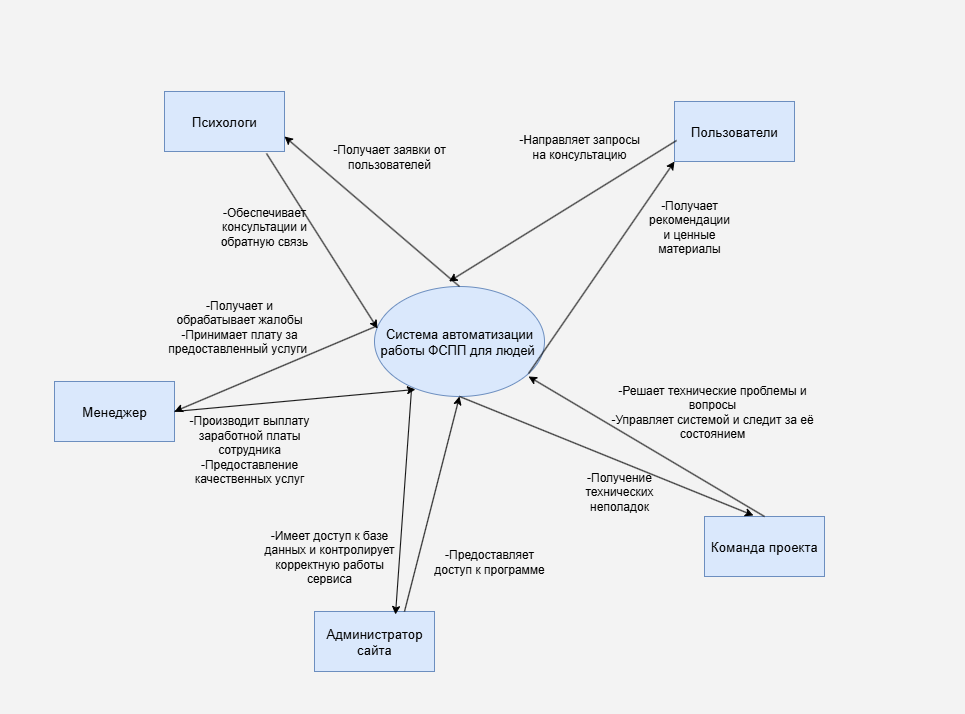 Психологи
Пользователи
-Получает заявки от
пользователей
-Направляет запросы
на консультацию
-Обеспечивает
консультации и
обратную связь
-Получает
рекомендации
и ценные
материалы
-Получает и
обрабатывает жалобы
-Принимает плату за
предоставленный услуги
Система автоматизации
работы ФСПП для людей
Менеджер
-Производит выплату
заработной платы
сотрудника
-Предоставление
качественных услуг
-Решает технические проблемы и
вопросы
-Управляет системой и следит за её
состоянием
-Получение
технических
неполадок
Команда проекта
-Имеет доступ к базе
данных и контролирует
корректную работы
сервиса
-Предоставляет
доступ к программе
Администратор
сайта